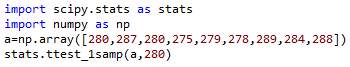 import scipy.stats as stats
import numpy as np
a=np.array([280,287,280,275,279,278,289,284,288])
stats.ttest_1samp(a,280)